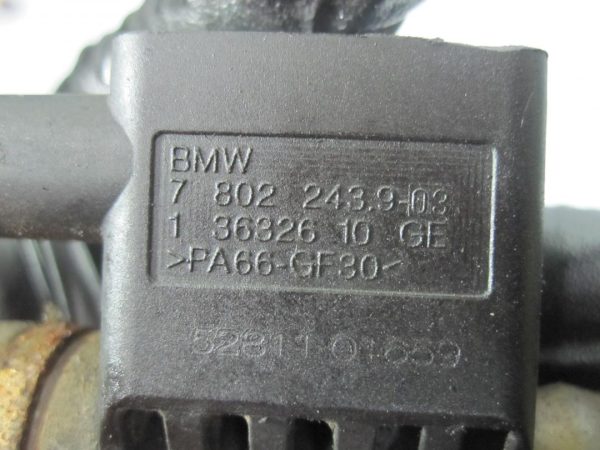 BMW
7 802 243.9-03
1 36326 10 GE
>PA66-GF30<
52811 01659